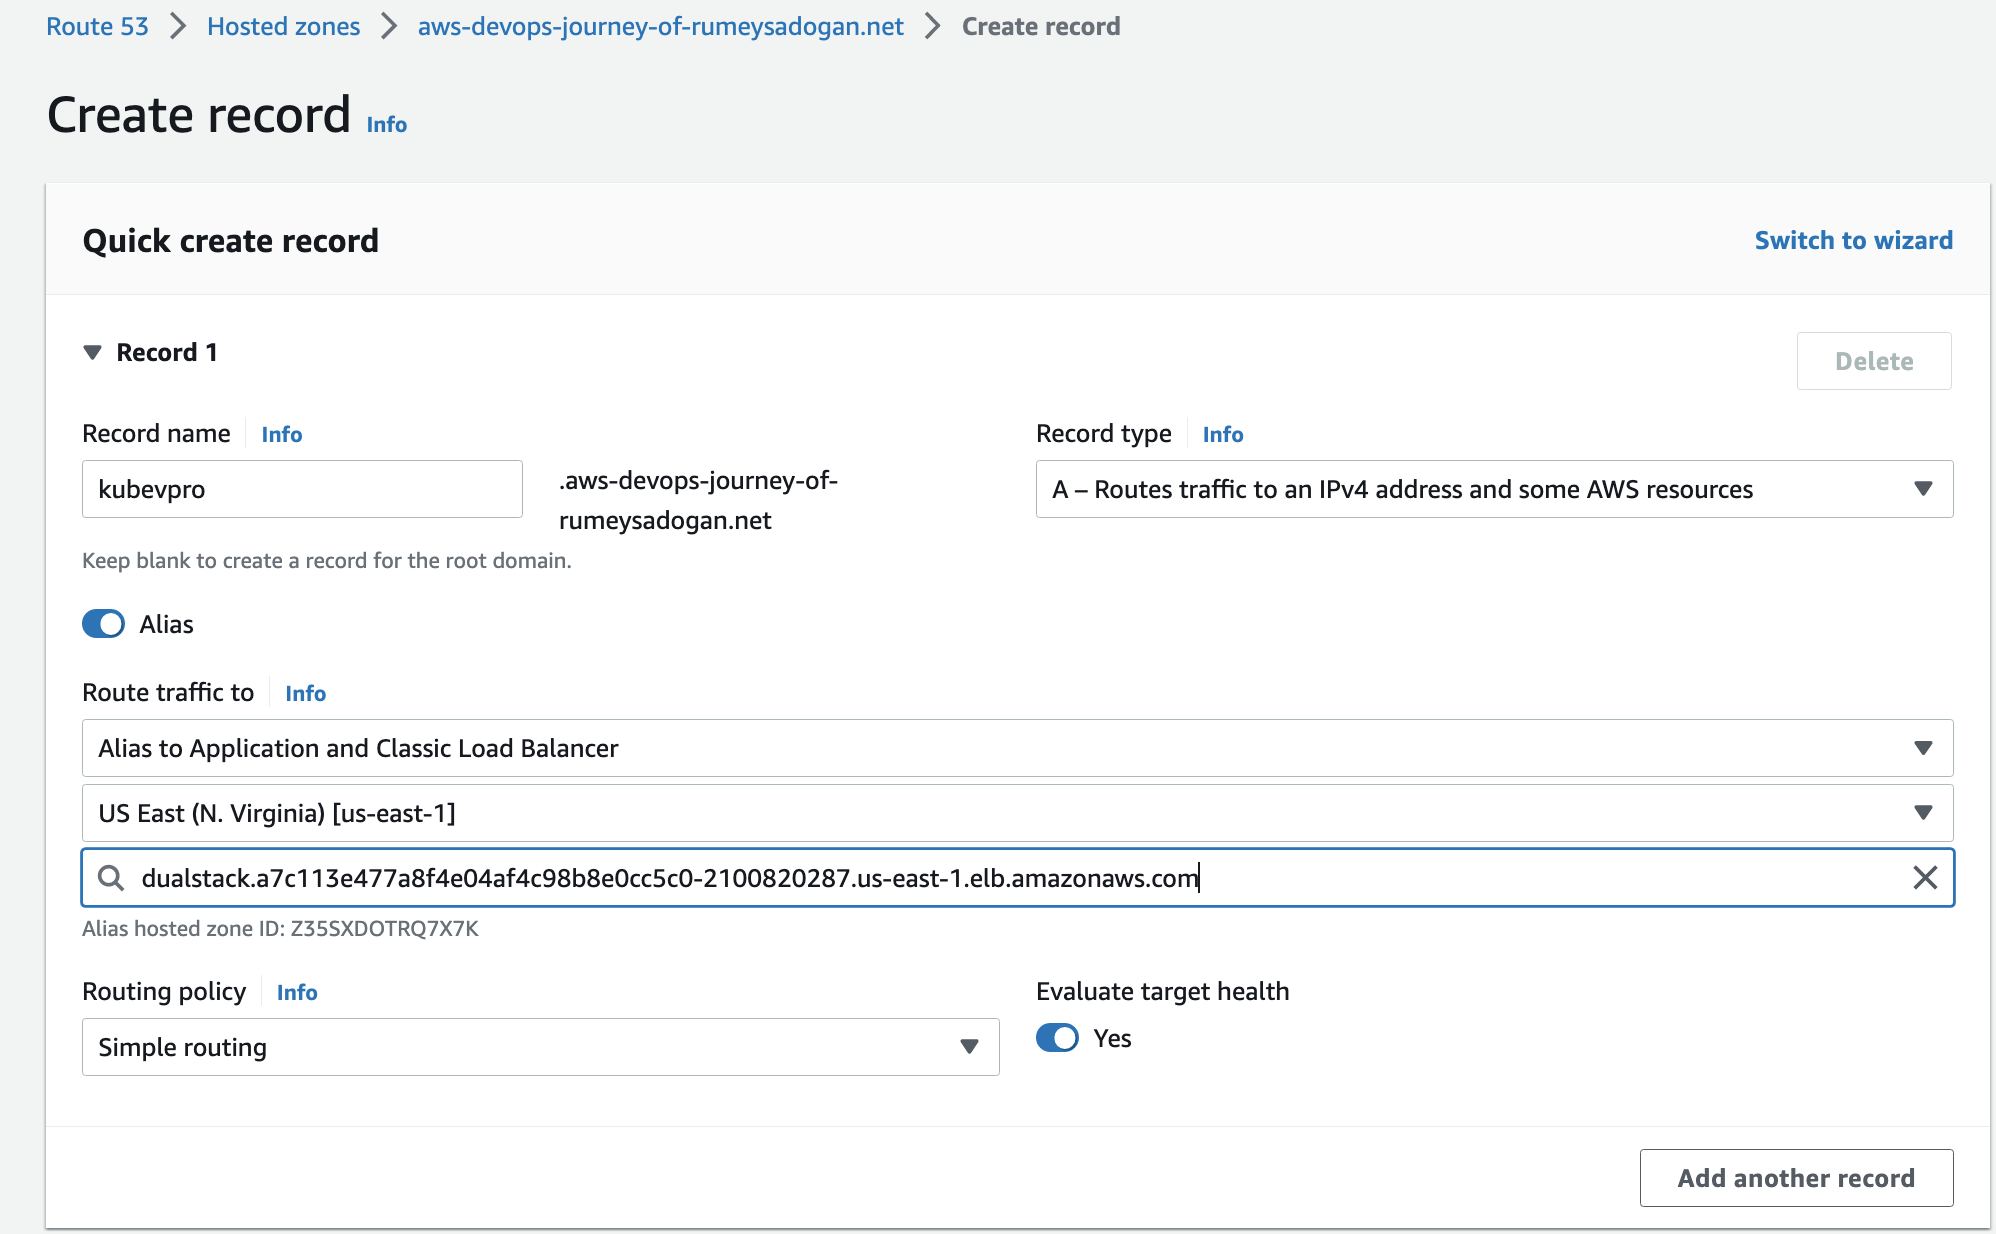 Route 53 > Hosted zones > aws-devops-journey-of-rumeysadogan.net > Create record
Create record Info
Quick create record
Switch to wizard
Record 1
Delete
Record name Info
Record type Info
kubevpro
.aws-devops-journey-of-
rumeysadogan.net
A – Routes traffic to an IPv4 address and some AWS resources
Keep blank to create a record for the root domain.
Alias
Route traffic to Info
Alias to Application and Classic Load Balancer
US East (N. Virginia) [us-east-1]
dualstack.a7c113e477a8f4e04af4c98b8e0cc5c0-2100820287.us-east-1.elb.amazonaws.com
Alias hosted zone ID: Z35SXDOTRQ7X7K
Routing policy Info
Evaluate target health
Simple routing
Yes
Add another record